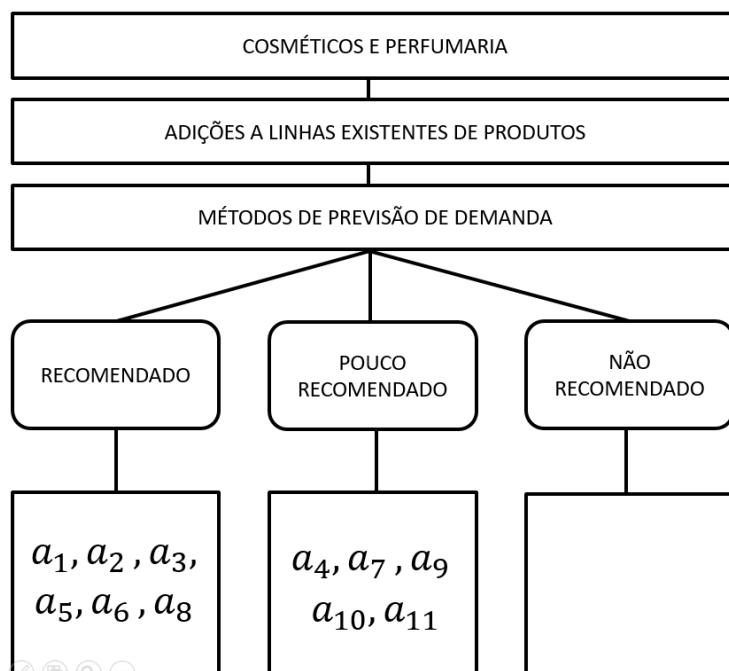 COSMÉTICOS E PERFUMARIA
ADIÇÕES A LINHAS EXISTENTES DE PRODUTOS
MÉTODOS DE PREVISÃO DE DEMANDA
RECOMENDADO
POUCO
RECOMENDADO
NÃO
RECOMENDADO
a₁, a₂ , a₃,
a₅, a₆ , a₈
a₄, a₇ , a₉
a₁₀, a₁₁